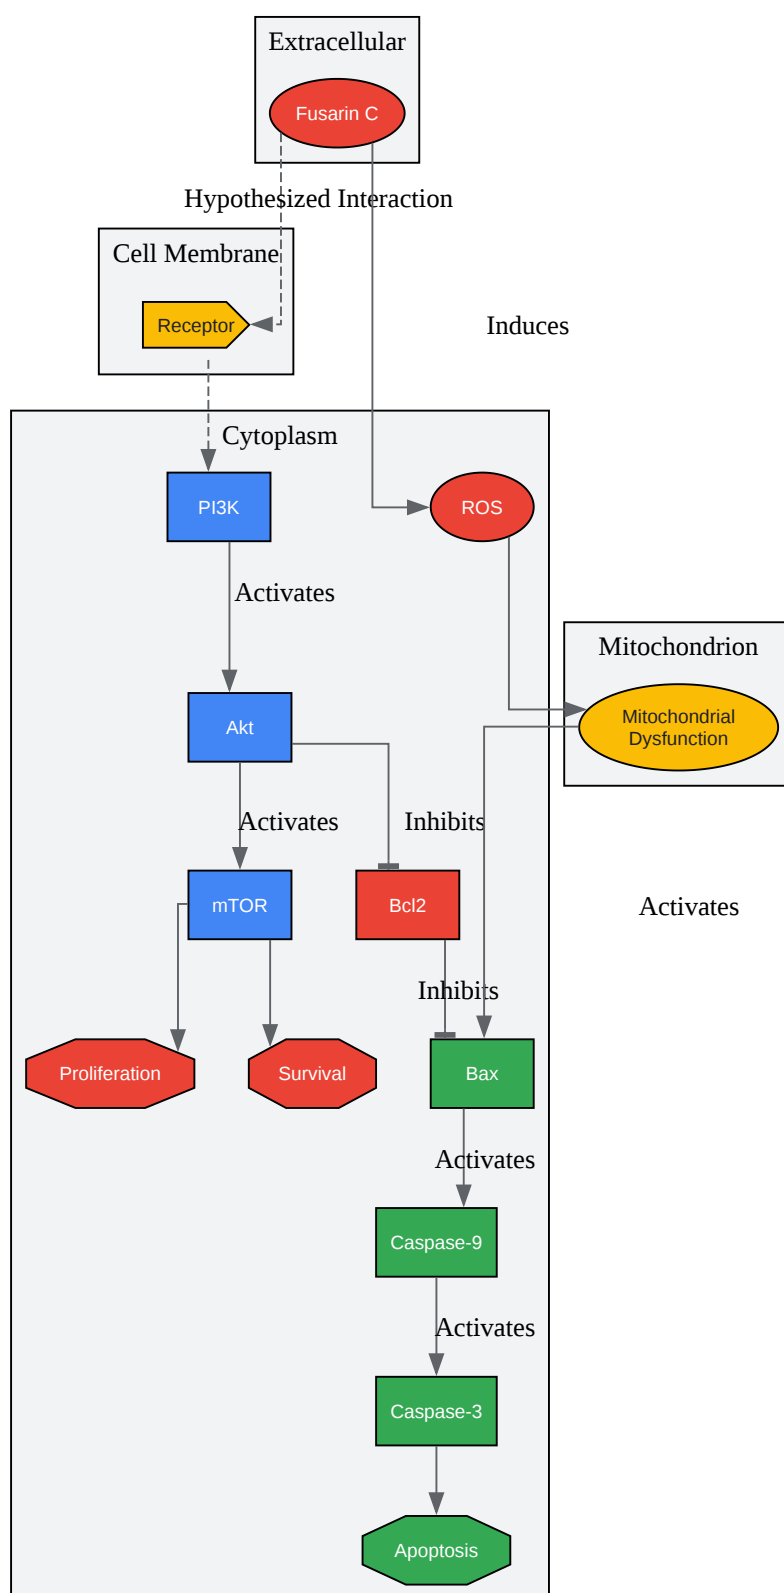 Extracellular
Fusarin C
Hypothesized Interaction
Cell Membrane
Receptor
Induces
Cytoplasm
PI3K
ROS
Activates
Mitochondrion
Mitochondrial
Dysfunction
Akt
Activates
Inhibits
mTOR
Bcl2
Activates
Inhibits
Proliferation
Survival
Bax
Activates
Caspase-9
Activates
Caspase-3
Apoptosis